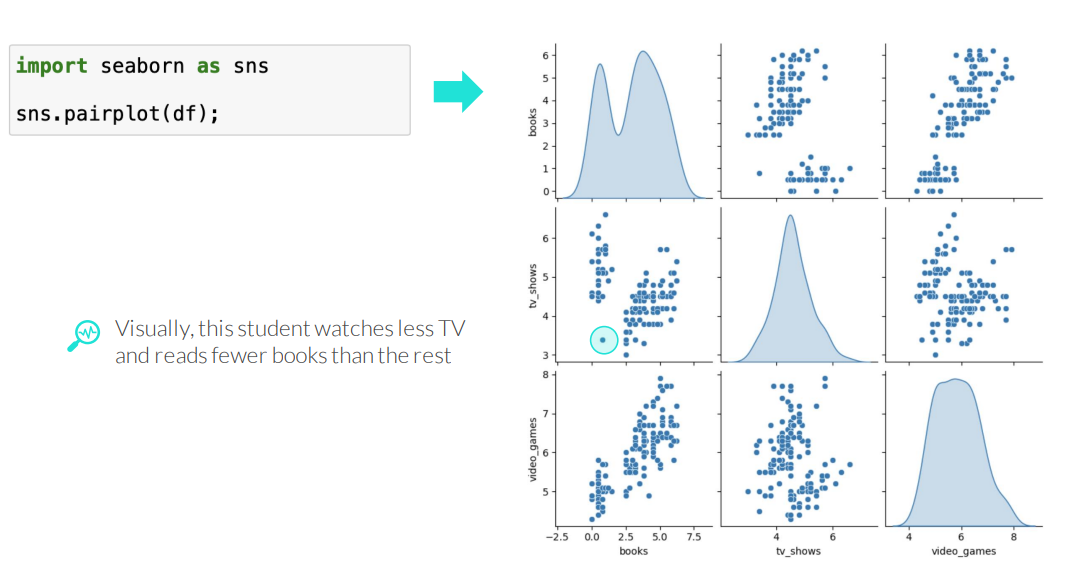 import seaborn as sns
sns.pairplot(df);
Visually, this student watches less TV
and reads fewer books than the rest
books
6
5
4
3
2
1
0
tv_shows
6
5
4
3
video_games
8
7
6
5
−2.5 0.0 2.5 5.0 7.5
books
4 6
tv_shows
4 6 8
video_games